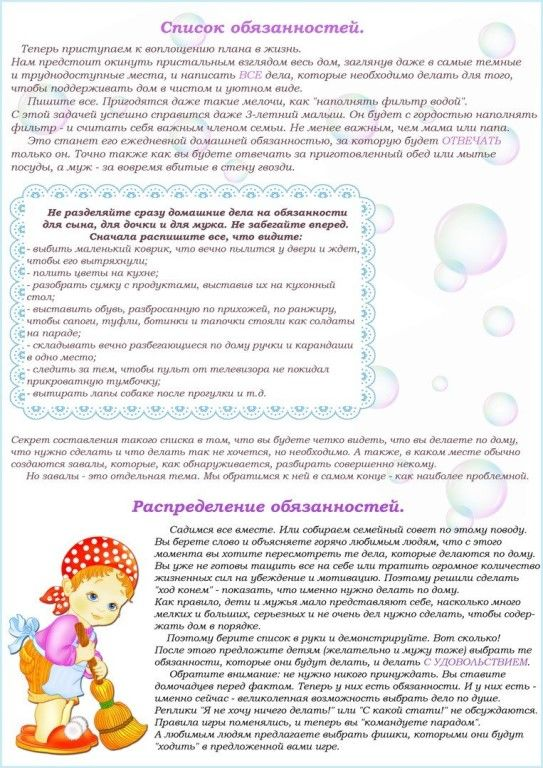 Список обязанностей.
Теперь приступаем к воплощению плана в жизнь.
Нам предстоит окинуть пристальным взглядом весь дом, заглянув даже в самые темные
и труднодоступные места, и написать ВСЕ дела, которые необходимо делать для того,
чтобы поддерживать дом в чистом и уютном виде.
Пишите все. Пригодятся даже такие мелочи, как "наполнять фильтр водой".
С этой задачей успешно справится даже 3-летний малыш. Он будет с гордостью наполнять
фильтр - и считать себя важным членом семьи. Не менее важным, чем мама или папа.
Это станет его ежедневной домашней обязанностью, за которую будет ОТВЕЧАТЬ
только он. Точно также как вы будете отвечать за приготовленный обед или мытье
посуды, а муж - за вовремя вбитые в стену гвозди.
Не разделяйте сразу домашние дела на обязанности
для сына, для дочки и для мужа. Не забегайте вперед.
Сначала распишите все, что видите:
- выбить маленький коврик, что вечно пылится у двери и ждет,
чтобы его вытряхнули;
- полить цветы на кухне;
- разобрать сумку с продуктами, выставив их на кухонный
стол;
- выставить обувь, разбросанную по прихожей, по ранжиру,
чтобы сапоги, туфли, ботинки и тапочки стояли как солдаты
на параде;
- складывать вечно разбегающиеся по дому ручки и карандаши
в одно место;
- следить за тем, чтобы пульт от телевизора не покидал
прикроватную тумбочку;
- вытирать лапы собаке после прогулки и т.д.
Секрет составления такого списка в том, что вы будете четко видеть, что вы делаете по дому,
что нужно сделать и что делать так не хочется, но необходимо. А также, в каком месте обычно
создаются завалы, которые, как обнаруживается, разбирать совершенно некому.
Но завалы - это отдельная тема. Мы обратимся к ней в самом конце - как наиболее проблемной.
Распределение обязанностей.
Садимся все вместе. Или собираем семейный совет по этому поводу.
Вы берете слово и объясняете горячо любимым людям, что с этого
момента вы хотите пересмотреть те дела, которые делаются по дому.
Вы уже не готовы тащить все на себе или тратить огромное количество
жизненных сил на убеждение и мотивацию. Поэтому решили сделать
"ход конем" - показать, что именно нужно делать по дому.
Как правило, дети и мужья мало представляют себе, насколько много
мелких и больших, серьезных и не очень дел нужно сделать, чтобы содер-
жать дом в порядке.
Поэтому берите список в руки и демонстрируйте. Вот сколько!
После этого предложите детям (желательно и мужу тоже) выбрать те
обязанности, которые они будут делать, и делать С УДОВОЛЬСТВИЕМ.
Обратите внимание: не нужно никого принуждать. Вы ставите
домочадцев перед фактом. Теперь у них есть обязанности. И у них есть -
именно сейчас - великолепная возможность выбрать дело по душе.
Реплики "Я не хочу ничего делать!" или "С какой стати!" не обсуждаются.
Правила игры поменялись, и теперь вы "командуете парадом".
А любимым людям предлагаете выбрать фишки, которыми они будут
"ходить" в предложенной вами игре.